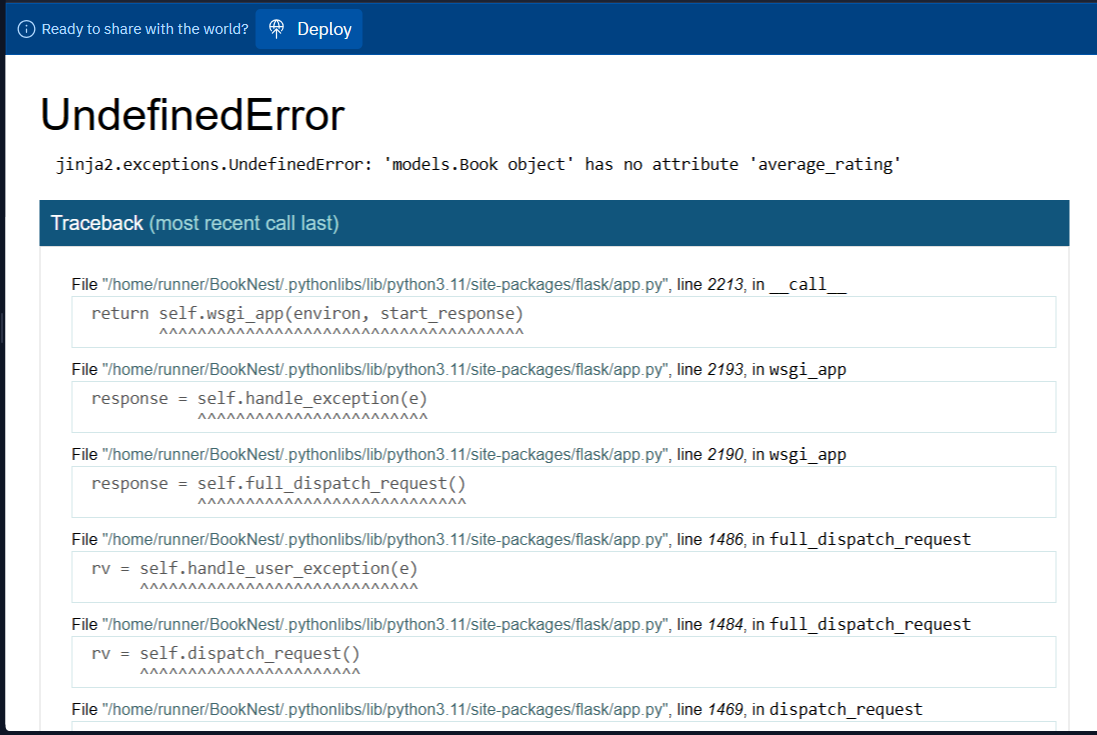 Ready to share with the world? Deploy
UndefinedError
jinja2.exceptions.UndefinedError: 'models.Book object' has no attribute 'average_rating'
Traceback (most recent call last)
File "/home/runner/BookNest/.pythonlibs/lib/python3.11/site-packages/flask/app.py", line 2213, in __call__
return self.wsgi_app(environ, start_response)
^^^^^^^^^^^^^^^^^^^^^^^^^^^^^^^^^^^^^^
File "/home/runner/BookNest/.pythonlibs/lib/python3.11/site-packages/flask/app.py", line 2193, in wsgi_app
response = self.handle_exception(e)
^^^^^^^^^^^^^^^^^^^^^^^^
File "/home/runner/BookNest/.pythonlibs/lib/python3.11/site-packages/flask/app.py", line 2190, in wsgi_app
response = self.full_dispatch_request()
^^^^^^^^^^^^^^^^^^^^^^^^^^^^
File "/home/runner/BookNest/.pythonlibs/lib/python3.11/site-packages/flask/app.py", line 1486, in full_dispatch_request
rv = self.handle_user_exception(e)
^^^^^^^^^^^^^^^^^^^^^^^^^^^^^
File "/home/runner/BookNest/.pythonlibs/lib/python3.11/site-packages/flask/app.py", line 1484, in full_dispatch_request
rv = self.dispatch_request()
^^^^^^^^^^^^^^^^^^^^^^^
File "/home/runner/BookNest/.pythonlibs/lib/python3.11/site-packages/flask/app.py", line 1469, in dispatch_request